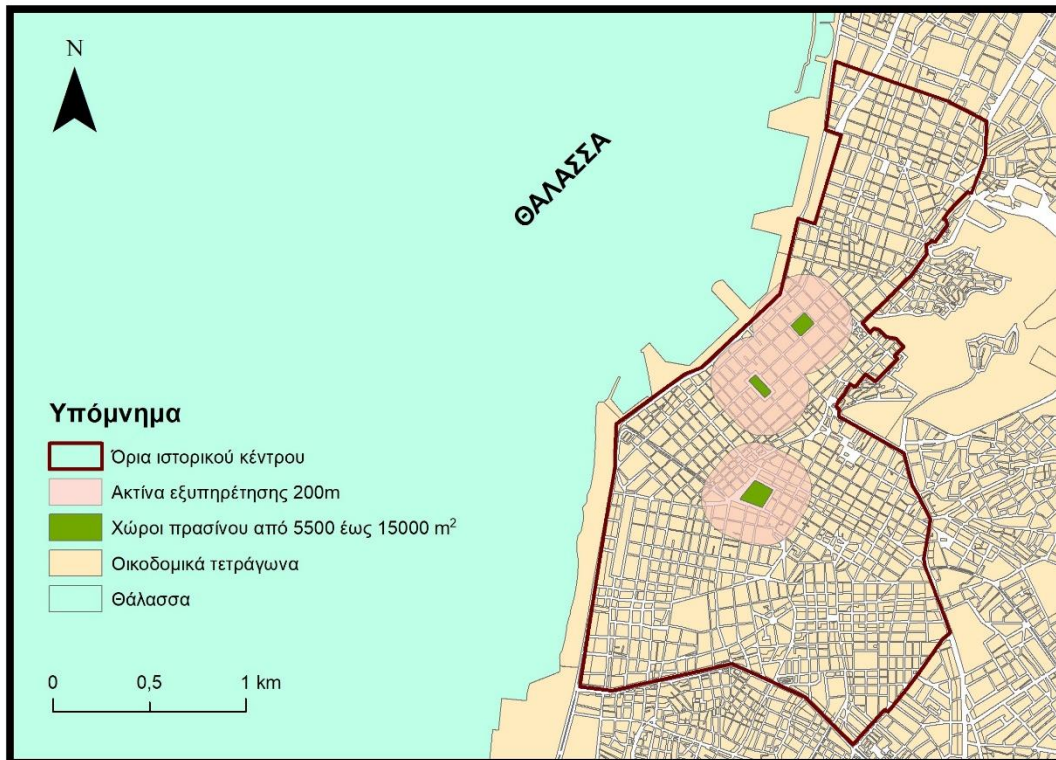 N
ΘΑΛΑΣΣΑ
Υπόμνημα
Όρια ιστορικού κέντρου
Ακτίνα εξυπηρέτησης 200m
Χώροι πρασίνου από 5500 έως 15000 m²
Οικοδομικά τετράγωνα
Θάλασσα
0 0,5 1 km